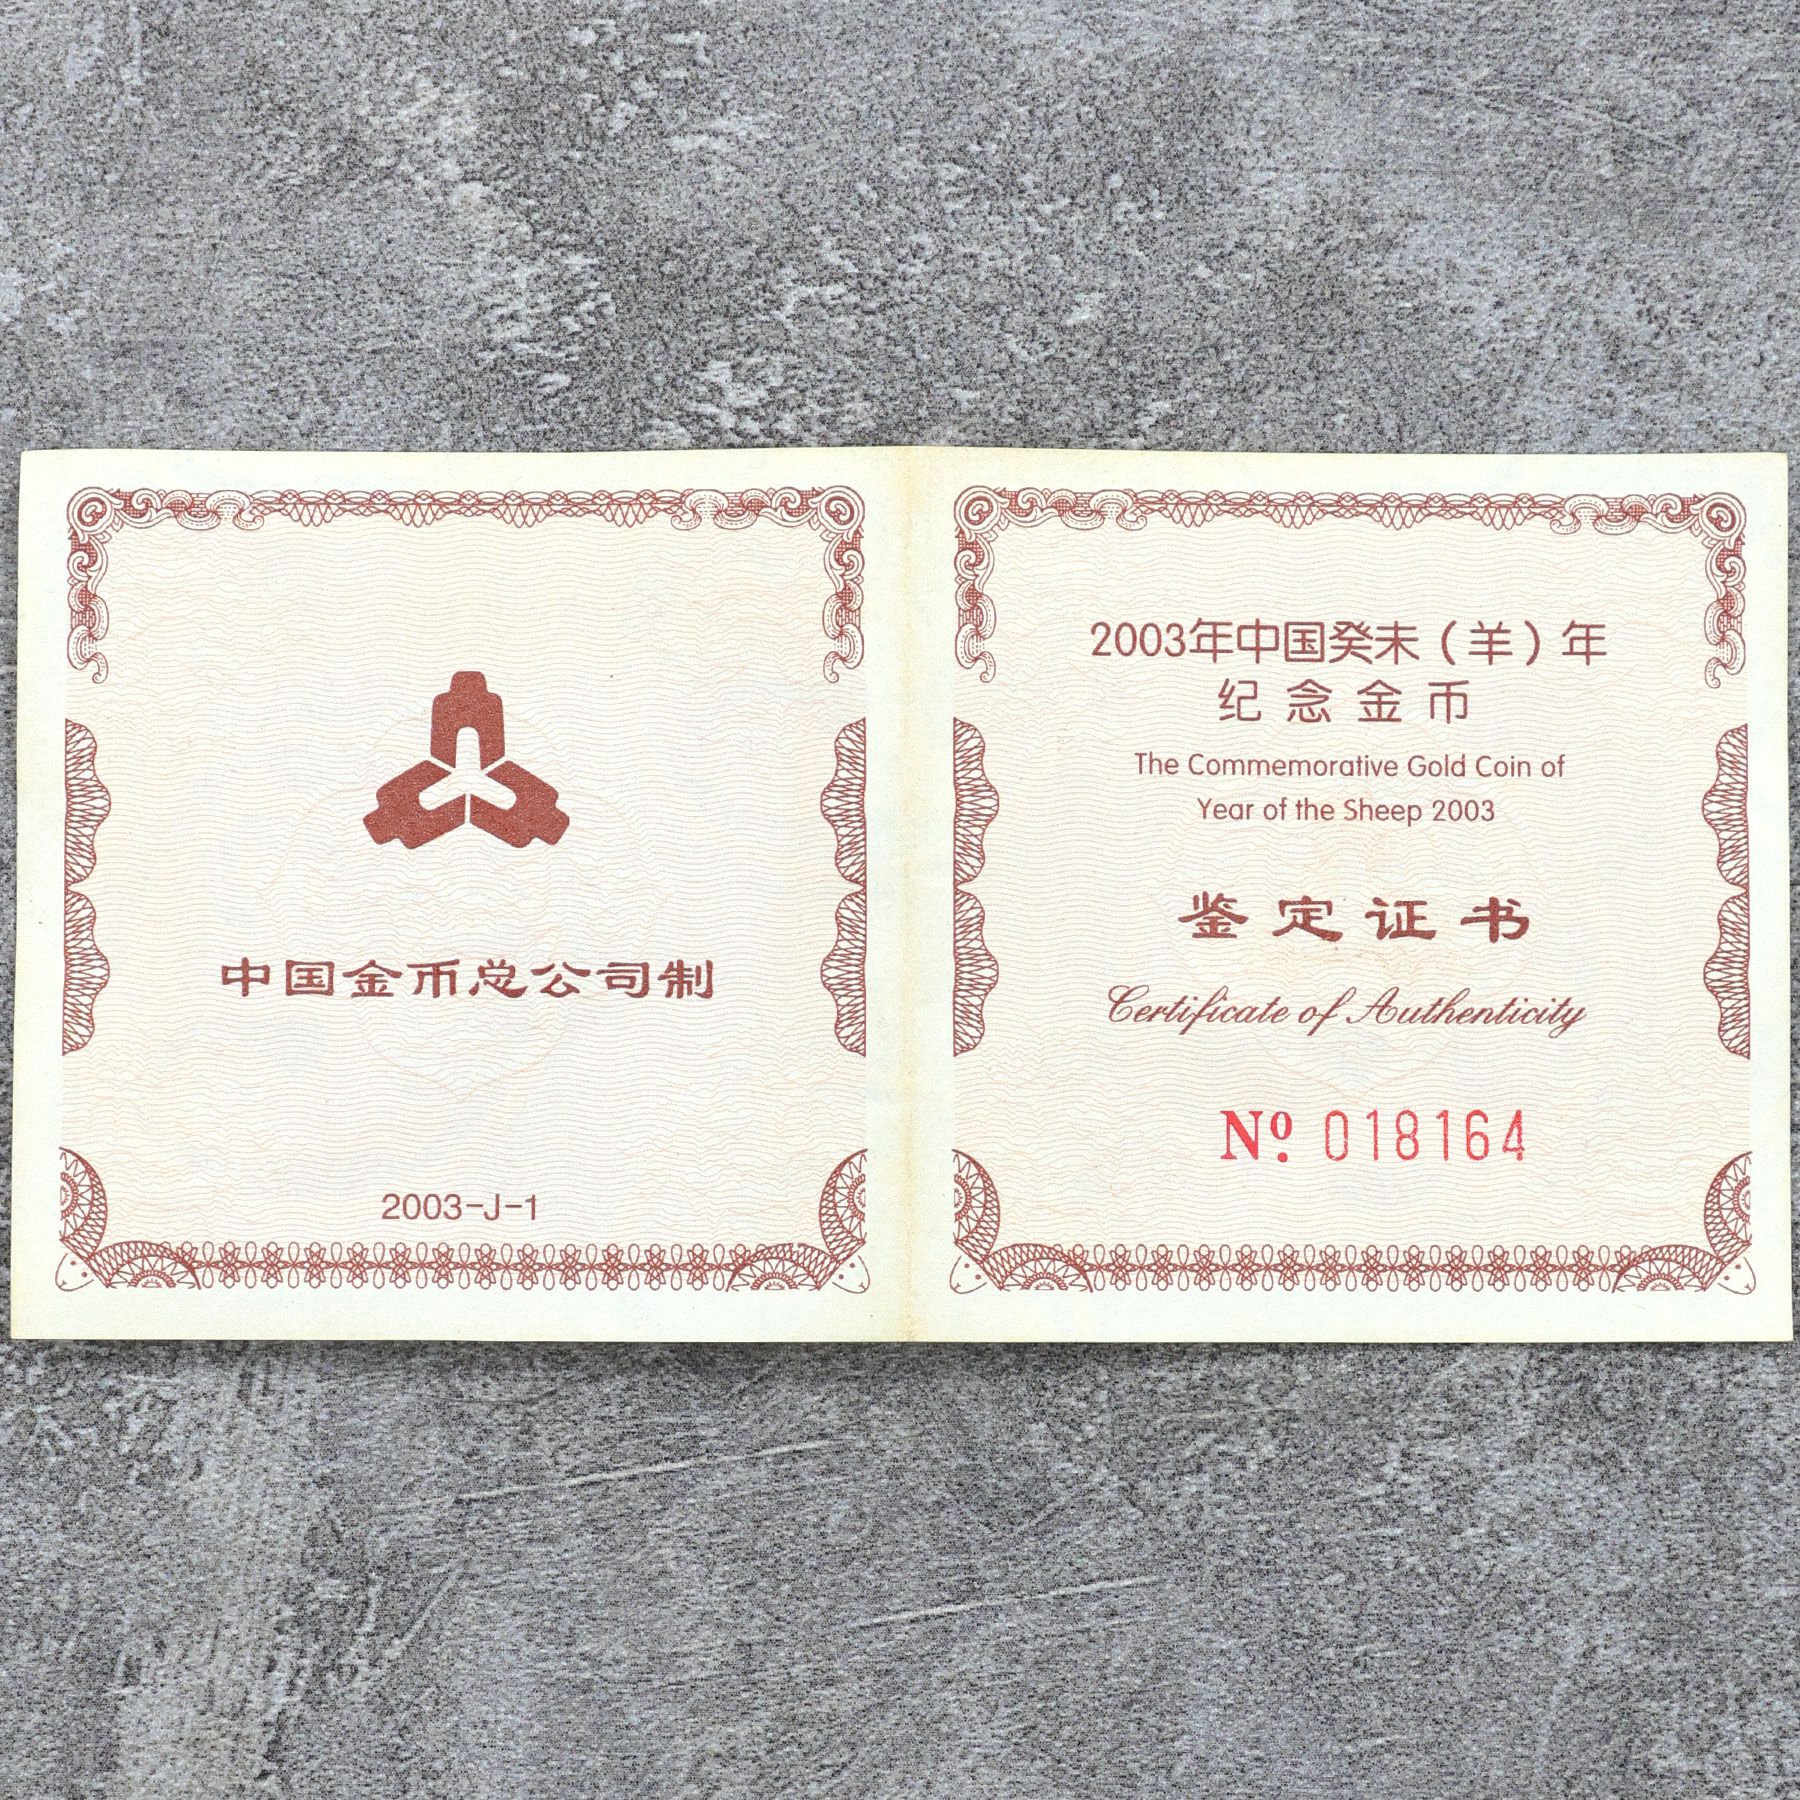 中国金币总公司制
2003-J-1
2003年中国癸未（羊）年
纪念金币
The Commemorative Gold Coin of
Year of the Sheep 2003
鉴定证书
Certificate of Authenticity
Nº. 018164